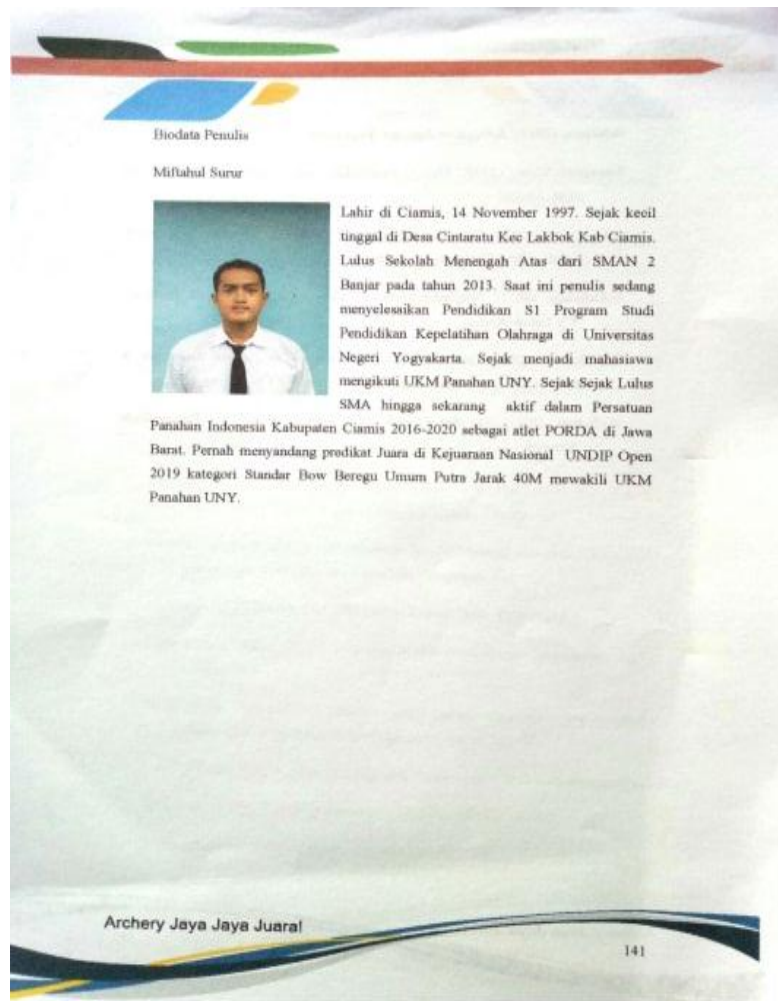 Biodata Penulis
Miftahul Surur
Lahir di Ciamis, 14 November 1997. Sejak kecil
tinggal di Desa Cintaratu Kec Lakbok Kab Ciamis.
Lulus Sekolah Menengah Atas dari SMAN 2
Banjar pada tahun 2013. Saat ini penulis sedang
menyelesaikan Pendidikan S1 Program Studi
Pendidikan Kepelatihan Olahraga di Universitas
Negeri Yogyakarta. Sejak menjadi mahasiswa
mengikuti UKM Panahan UNY. Sejak Sejak Lulus
SMA hingga sekarang aktif dalam Persatuan
Panahan Indonesia Kabupaten Ciamis 2016-2020 sebagai atlet PORDA di Jawa
Barat. Pernah menyandang predikat Juara di Kejuaraan Nasional UNDIP Open
2019 kategori Standar Bow Beregu Umum Putra Jarak 40M mewakili UKM
Panahan UNY.
Archery Jaya Jaya Juara!
141